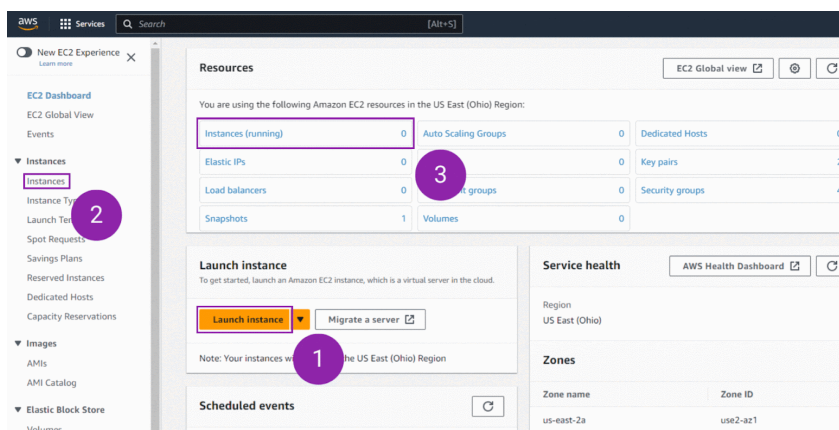 aws Services Search [Alt+S]
New EC2 Experience
Learn more
EC2 Dashboard
EC2 Global View
Events
Instances
Instances
Instance
Launch
Spot Requests
Savings Plans
Reserved Instances
Dedicated Hosts
Capacity Reservations
Images
AMIs
AMI Catalog
Elastic Block Store
Volumes
2
Resources
EC2 Global view
You are using the following Amazon EC2 resources in the US East (Ohio) Region:
Instances (running) 0 Auto Scaling Groups 0 Dedicated Hosts
Elastic IPs 0 0 Key pairs
Load balancers 0 groups 0 Security groups
Snapshots 1 Volumes 0
3
Launch instance
To get started, launch an Amazon EC2 instance, which is a virtual server in the cloud.
Launch instance Migrate a server
Note: Your instances the US East (Ohio) Region
1
Scheduled events
Service health
AWS Health Dashboard
Region
US East (Ohio)
Zones
Zone name Zone ID
us-east-2a use2-az1